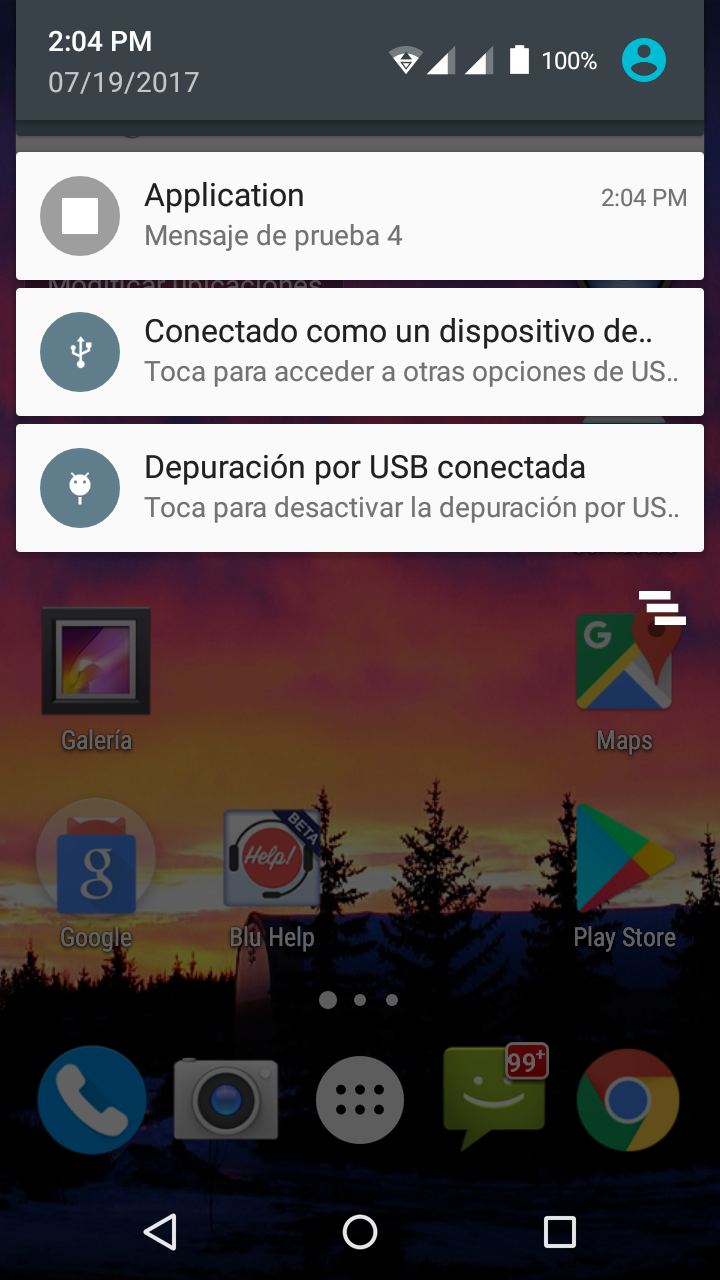 2:04 PM
100%
07/19/2017
Application
2:04 PM
Mensaje de prueba 4
Modificar ubicaciones
Conectado como un dispositivo de..
Toca para acceder a otras opciones de US..
Depuración por USB conectada
Toca para desactivar la depuración por US..
G
Galería
Maps
g
BETA
Help!
Google
Blu Help
Play Store
99+